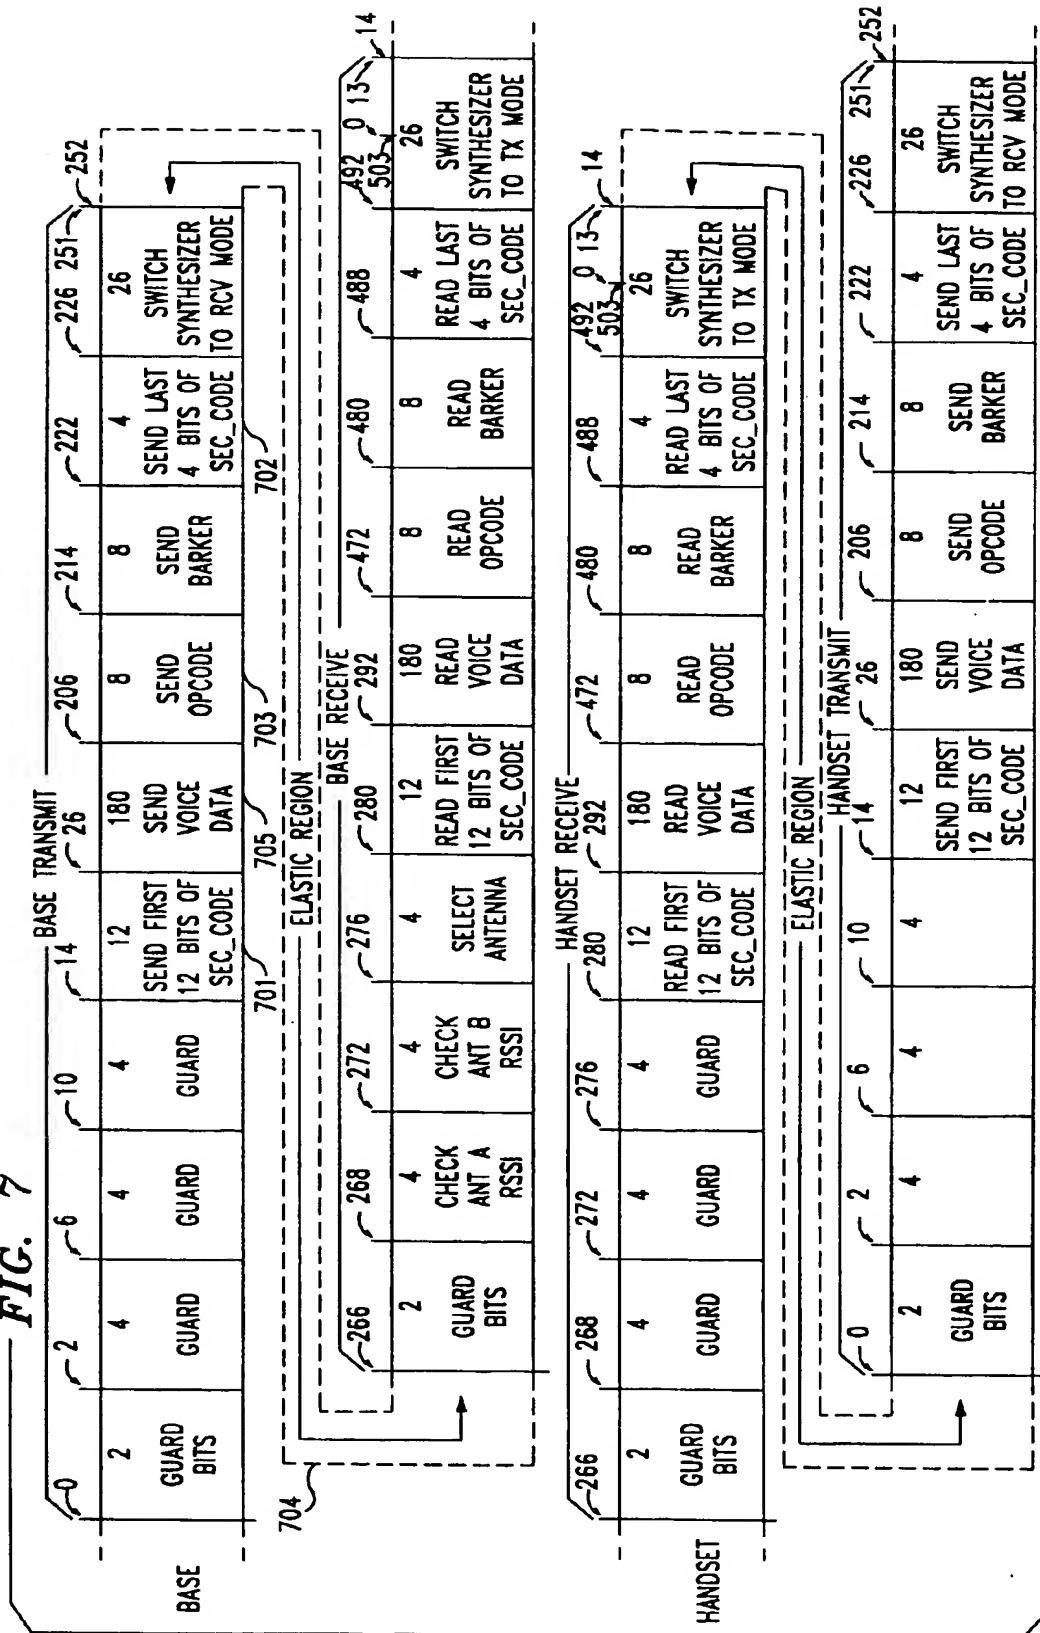 FIG. 7
BASE
BASE TRANSMIT
0 2 6 10 14 26 206 214 222 226 251 252
2 4 4 4 12 180 8 8 4 26
GUARD BITS
GUARD
GUARD
GUARD
SEND FIRST 12 BITS OF SEC_CODE
SEND VOICE DATA
SEND OPCODE
SEND BARKER
SEND LAST 4 BITS OF SEC_CODE
SWITCH SYNTHESIZER TO RCV MODE
701 705 703 702
704
ELASTIC REGION
BASE RECEIVE
266 268 272 276 280 292 472 480 488 492 503 0 13 14
2 4 4 4 12 180 8 8 4 26
GUARD BITS
CHECK ANT A RSSI
CHECK ANT B RSSI
SELECT ANTENNA
READ FIRST 12 BITS OF SEC_CODE
READ VOICE DATA
READ OPCODE
READ BARKER
READ LAST 4 BITS OF SEC_CODE
SWITCH SYNTHESIZER TO TX MODE
HANDSET
HANDSET RECEIVE
266 268 272 276 280 292 472 480 488 492 503 0 13 14
2 4 4 4 12 180 8 8 4 26
GUARD BITS
GUARD
GUARD
GUARD
READ FIRST 12 BITS OF SEC_CODE
READ VOICE DATA
READ OPCODE
READ BARKER
READ LAST 4 BITS OF SEC_CODE
SWITCH SYNTHESIZER TO TX MODE
ELASTIC REGION
HANDSET TRANSMIT
0 2 6 10 14 26 206 214 222 226 251 252
2 4 4 4 12 180 8 8 4 26
GUARD BITS
SEND FIRST 12 BITS OF SEC_CODE
SEND VOICE DATA
SEND OPCODE
SEND BARKER
SEND LAST 4 BITS OF SEC_CODE
SWITCH SYNTHESIZER TO RCV MODE